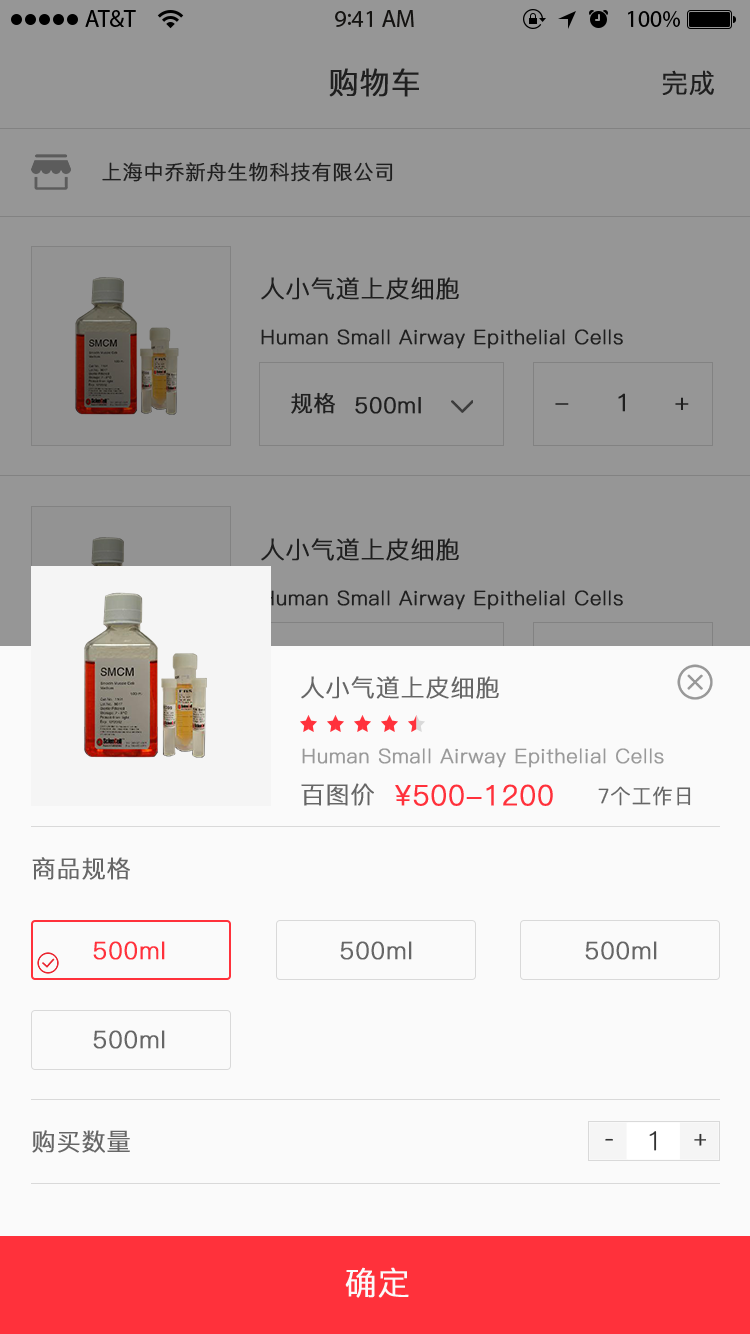 AT&T 9:41 AM 100%
购物车 完成
上海中乔新舟生物科技有限公司
SMCM
人小气道上皮细胞
Human Small Airway Epithelial Cells
规格 500ml
− 1 +
人小气道上皮细胞
Human Small Airway Epithelial Cells
SMCM
ScienCell
人小气道上皮细胞
Human Small Airway Epithelial Cells
百图价 ¥500-1200 7个工作日
商品规格
500ml 500ml 500ml
500ml
购买数量 - 1 +
确定